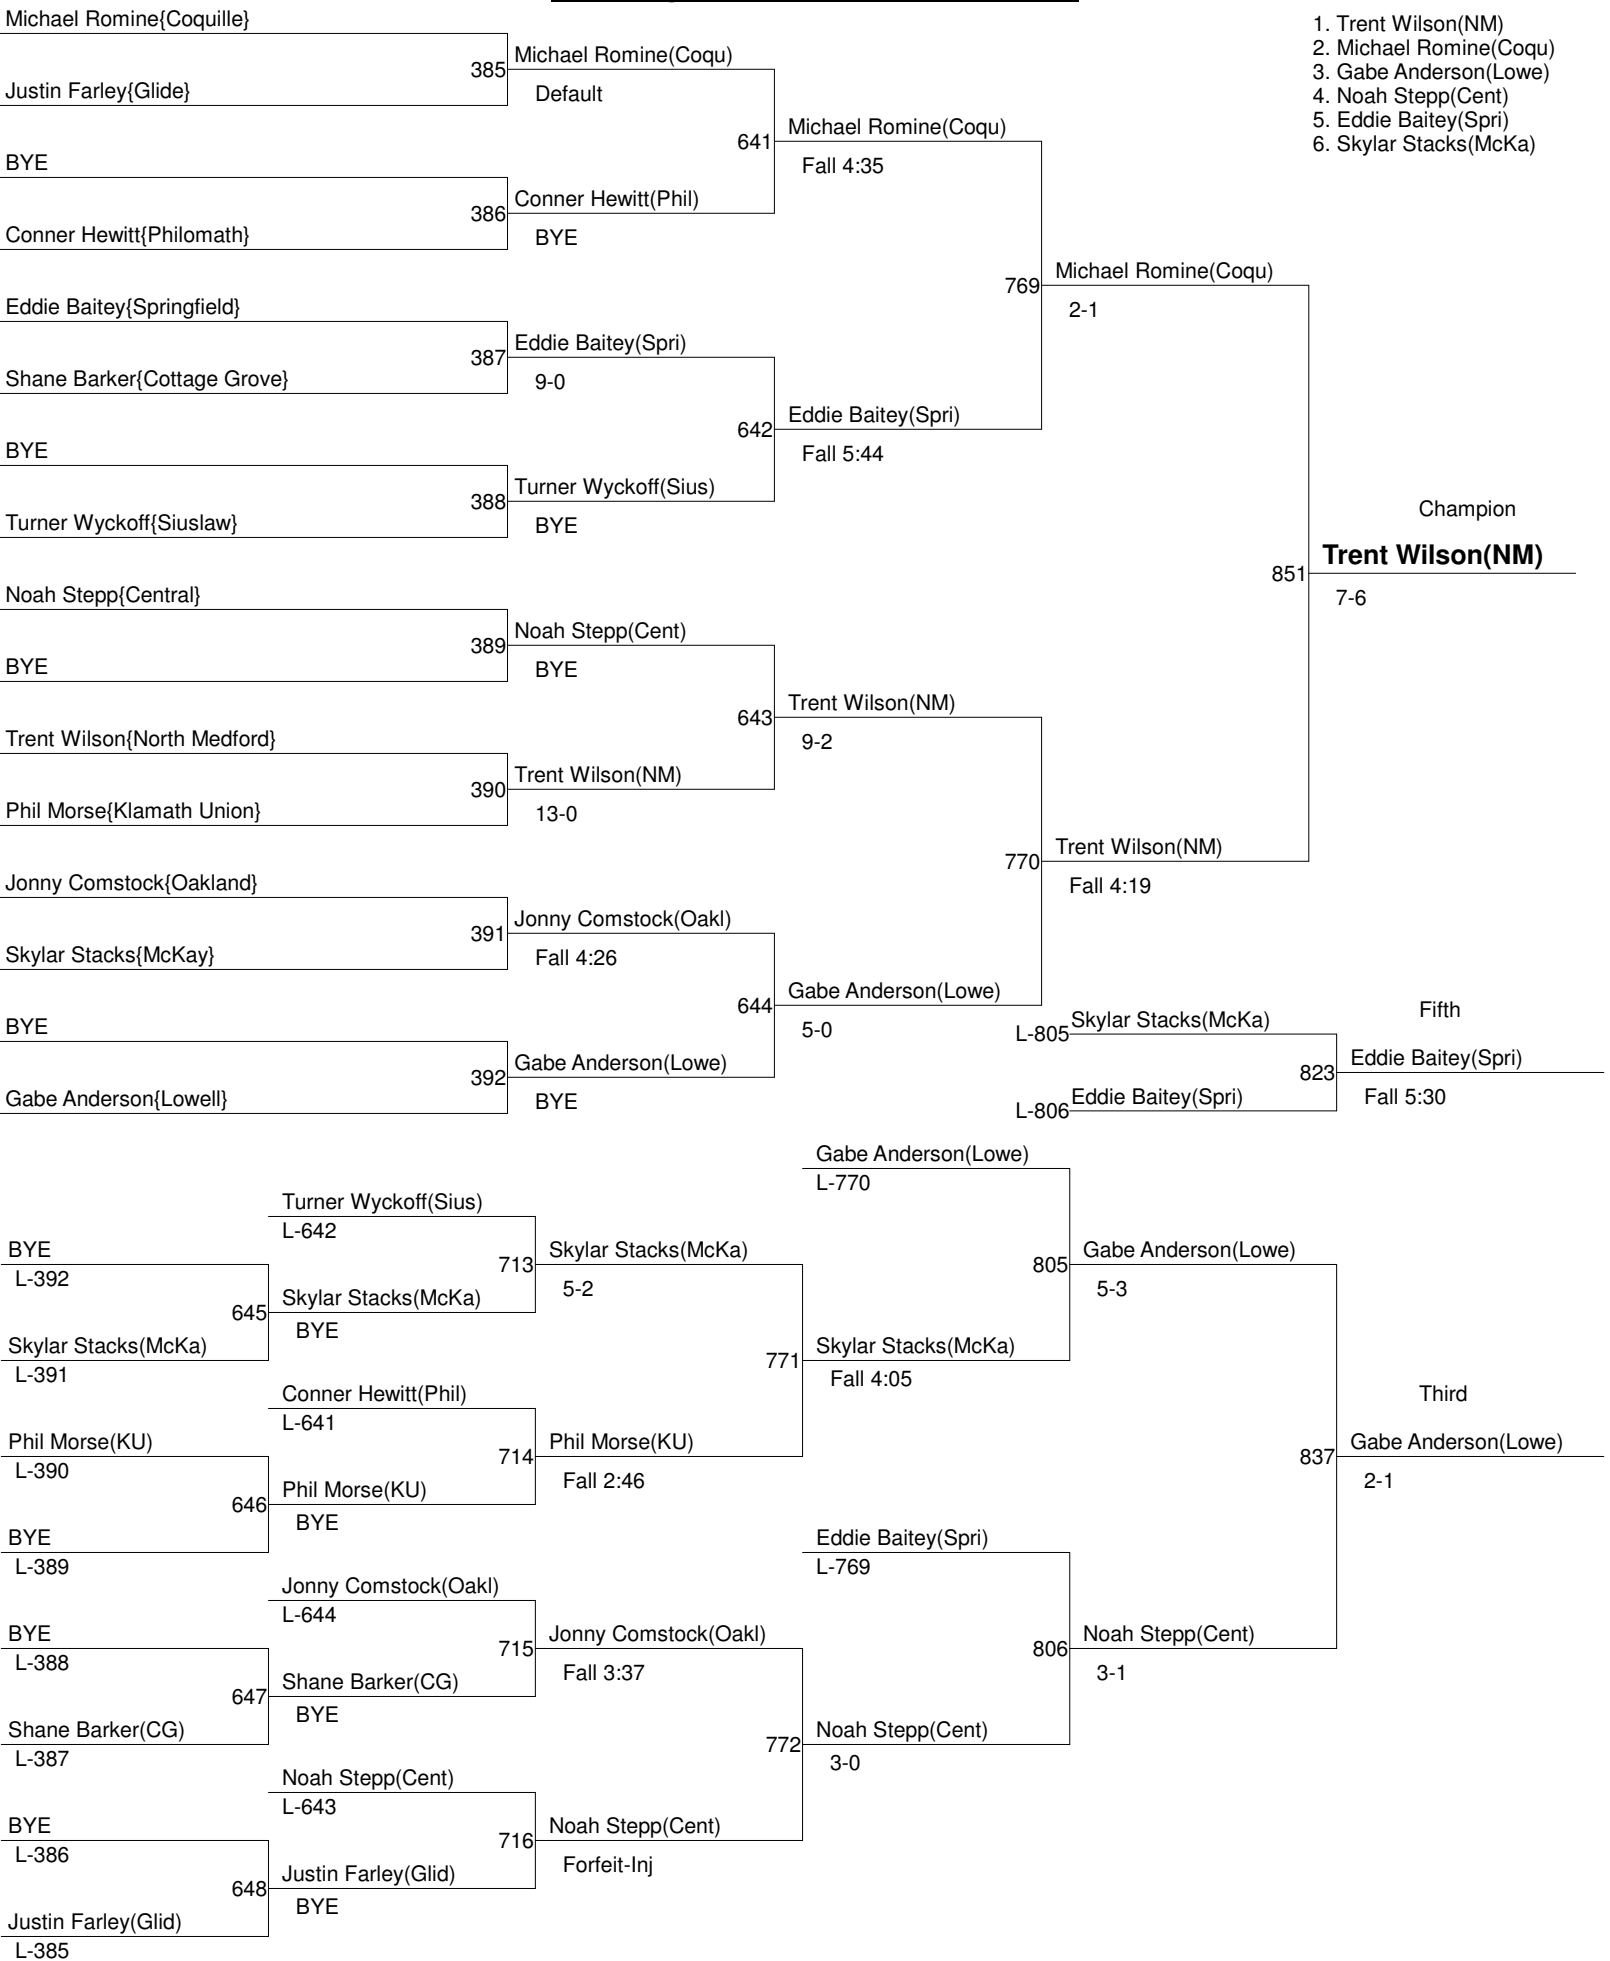 Michael Romine{Coquille}
Justin Farley{Glide}
BYE
Conner Hewitt{Philomath}
Eddie Baitey{Springfield}
Shane Barker{Cottage Grove}
BYE
Turner Wyckoff{Siuslaw}
Noah Stepp{Central}
BYE
Trent Wilson{North Medford}
Phil Morse{Klamath Union}
Jonny Comstock{Oakland}
Skylar Stacks{McKay}
BYE
Gabe Anderson{Lowell}
385
Michael Romine(Coqu)
Default
386
Conner Hewitt(Phil)
BYE
387
Eddie Baitey(Spri)
9-0
388
Turner Wyckoff(Sius)
BYE
389
Noah Stepp(Cent)
BYE
390
Trent Wilson(NM)
13-0
391
Jonny Comstock(Oakl)
Fall 4:26
392
Gabe Anderson(Lowe)
BYE
641
Michael Romine(Coqu)
Fall 4:35
642
Eddie Baitey(Spri)
Fall 5:44
643
Trent Wilson(NM)
9-2
644
Gabe Anderson(Lowe)
5-0
769
Michael Romine(Coqu)
2-1
770
Trent Wilson(NM)
Fall 4:19
Champion
851
Trent Wilson(NM)
7-6
1. Trent Wilson(NM)
2. Michael Romine(Coqu)
3. Gabe Anderson(Lowe)
4. Noah Stepp(Cent)
5. Eddie Baitey(Spri)
6. Skylar Stacks(McKa)
Fifth
L-805
Skylar Stacks(McKa)
L-806
Eddie Baitey(Spri)
823
Eddie Baitey(Spri)
Fall 5:30
BYE
L-392
Skylar Stacks(McKa)
L-391
Phil Morse(KU)
L-390
BYE
L-389
BYE
L-388
Shane Barker(CG)
L-387
BYE
L-386
Justin Farley(Glid)
L-385
Turner Wyckoff(Sius)
L-642
645
Skylar Stacks(McKa)
BYE
Conner Hewitt(Phil)
L-641
646
Phil Morse(KU)
BYE
Jonny Comstock(Oakl)
L-644
647
Shane Barker(CG)
BYE
Noah Stepp(Cent)
L-643
648
Justin Farley(Glid)
BYE
713
Skylar Stacks(McKa)
5-2
714
Phil Morse(KU)
Fall 2:46
715
Jonny Comstock(Oakl)
Fall 3:37
716
Noah Stepp(Cent)
Forfeit-Inj
Gabe Anderson(Lowe)
L-770
771
Skylar Stacks(McKa)
Fall 4:05
Eddie Baitey(Spri)
L-769
772
Noah Stepp(Cent)
3-0
805
Gabe Anderson(Lowe)
5-3
806
Noah Stepp(Cent)
3-1
Third
837
Gabe Anderson(Lowe)
2-1